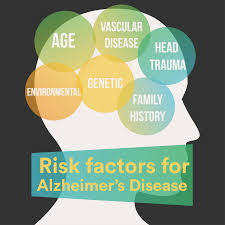 AGE
VASCULAR
DISEASE
HEAD
TRAUMA
ENVIRONMENTAL
GENETIC
FAMILY
HISTORY
Risk factors for
Alzheimer's Disease